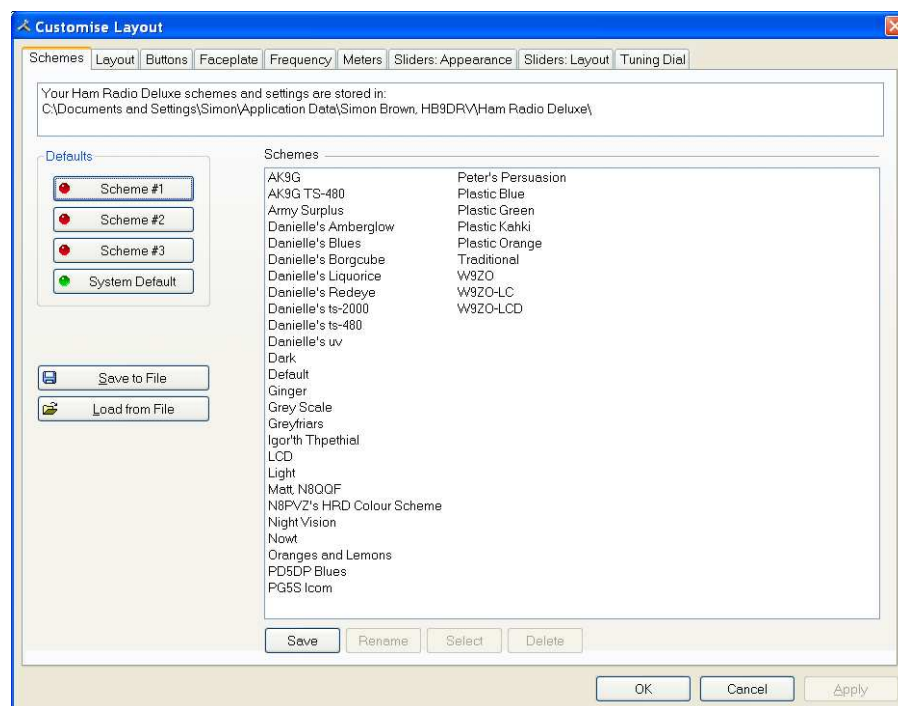 Customise Layout
Schemes Layout Buttons Faceplate Frequency Meters Sliders: Appearance Sliders: Layout Tuning Dial
Your Ham Radio Deluxe schemes and settings are stored in:
C:\Documents and Settings\Simon\Application Data\Simon Brown, HB9DRV\Ham Radio Deluxe\
Defaults
Scheme #1
Scheme #2
Scheme #3
System Default
Save to File
Load from File
Schemes
AK9G
AK9G TS-480
Army Surplus
Danielle's Amberglow
Danielle's Blues
Danielle's Borgcube
Danielle's Liquorice
Danielle's Redeye
Danielle's ts-2000
Danielle's ts-480
Danielle's uv
Dark
Default
Ginger
Grey Scale
Greyfriars
Igor'th Thpethial
LCD
Light
Matt, N8QQF
N8PVZ's HRD Colour Scheme
Night Vision
Nowt
Oranges and Lemons
PD5DP Blues
PG5S Icom
Peter's Persuasion
Plastic Blue
Plastic Green
Plastic Kahki
Plastic Orange
Traditional
W9ZO
W9ZO-LC
W9ZO-LCD
Save Rename Select Delete
OK Cancel Apply